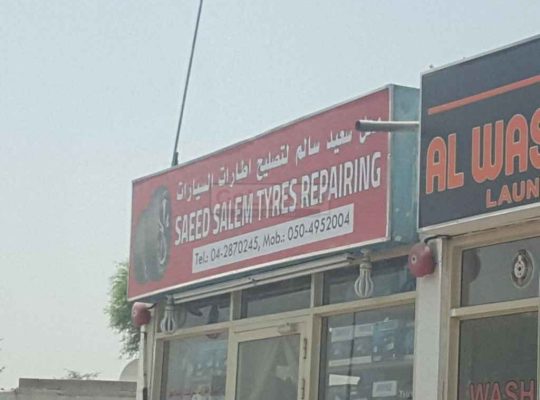 سعيد سالم لتصليح اطارات السيارات
SAEED SALEM TYRES REPAIRING
Tel.: 04-2870245, Mob.: 050-4952004
AL WAS
LAUN
WASH